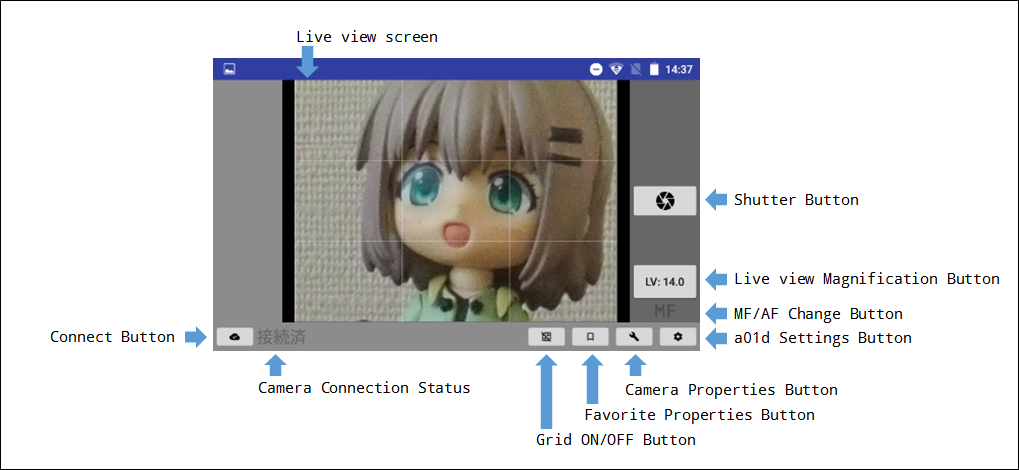 Live view screen
14:37
Shutter Button
LV: 14.0
Live view Magnification Button
MF
MF/AF Change Button
Connect Button
接続済
a01d Settings Button
Camera Connection Status
Camera Properties Button
Favorite Properties Button
Grid ON/OFF Button